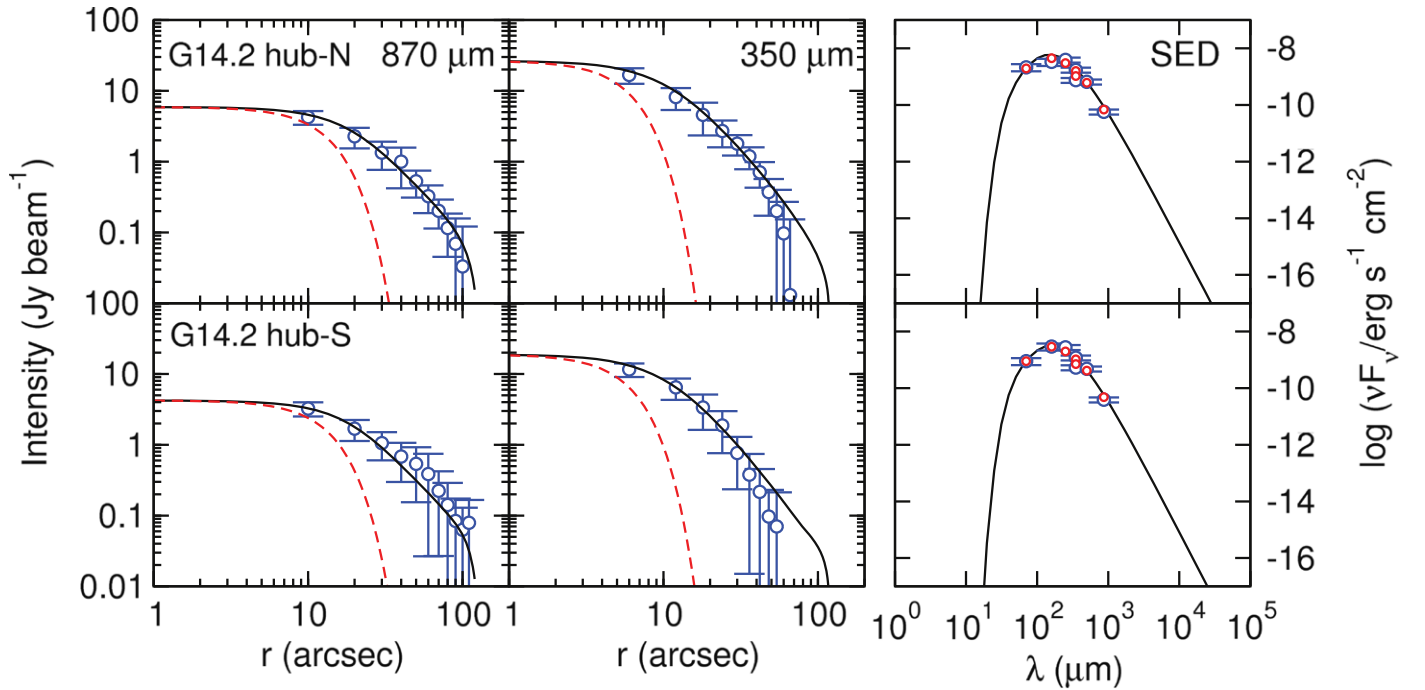 100
10
1
0.1
100
10
1
0.1
0.01
Intensity (Jy beam⁻¹)
G14.2 hub-N 870 μm
350 μm
SED
G14.2 hub-S
-8
-10
-12
-14
-16
-8
-10
-12
-14
-16
log (νFν/erg s⁻¹ cm⁻²)
1 10 100
1 10 100
10⁰ 10¹ 10² 10³ 10⁴ 10⁵
r (arcsec)
r (arcsec)
λ (μm)